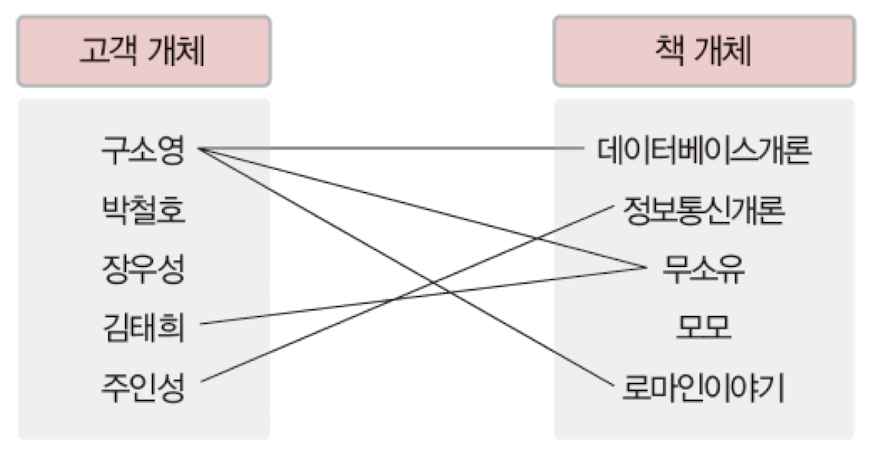 고객 개체
책 개체
구소영
데이터베이스개론
박철호
정보통신개론
장우성
무소유
김태희
모모
주인성
로마인이야기